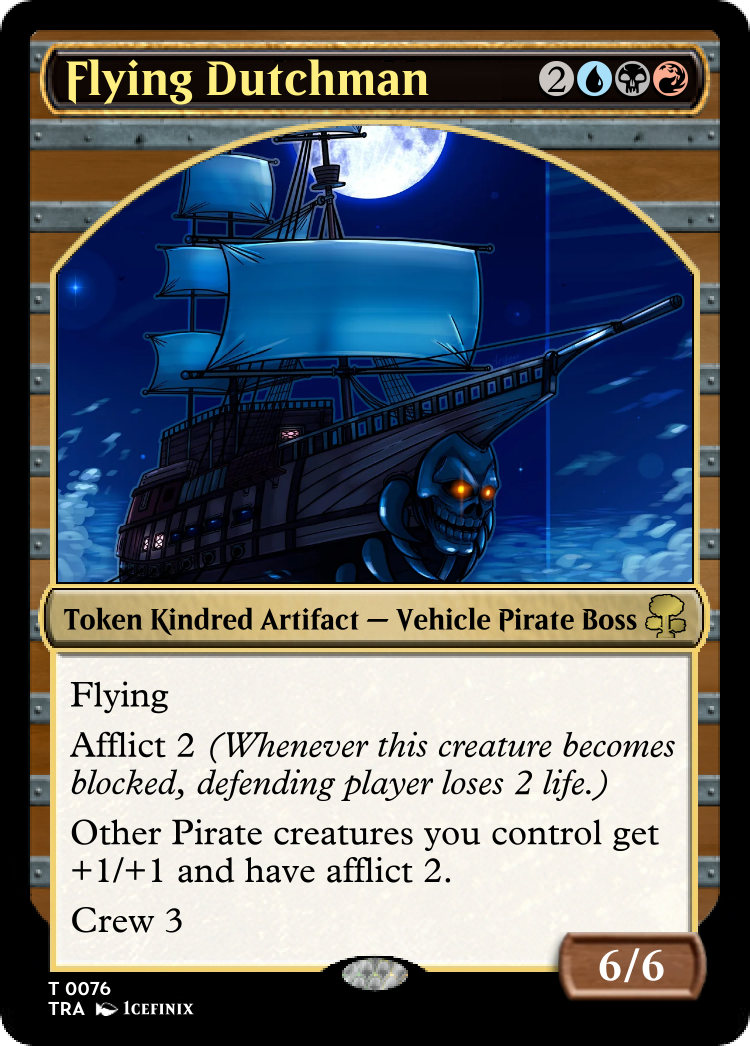 Flying Dutchman 2
Token Kindred Artifact — Vehicle Pirate Boss
Flying
Afflict 2 (Whenever this creature becomes
blocked, defending player loses 2 life.)
Other Pirate creatures you control get
+1/+1 and have afflict 2.
Crew 3
6/6
T 0076
TRA Icefinix